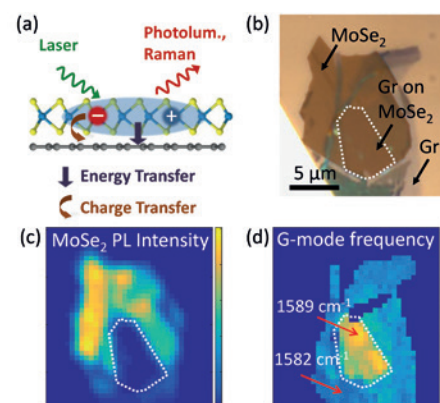 (a)
Laser
Photolum.,
Raman
−
+
Energy Transfer
Charge Transfer
(b)
MoSe₂
Gr on
MoSe₂
5 μm
Gr
(c)
MoSe₂ PL Intensity
(d)
G-mode frequency
1589 cm⁻¹
1582 cm⁻¹